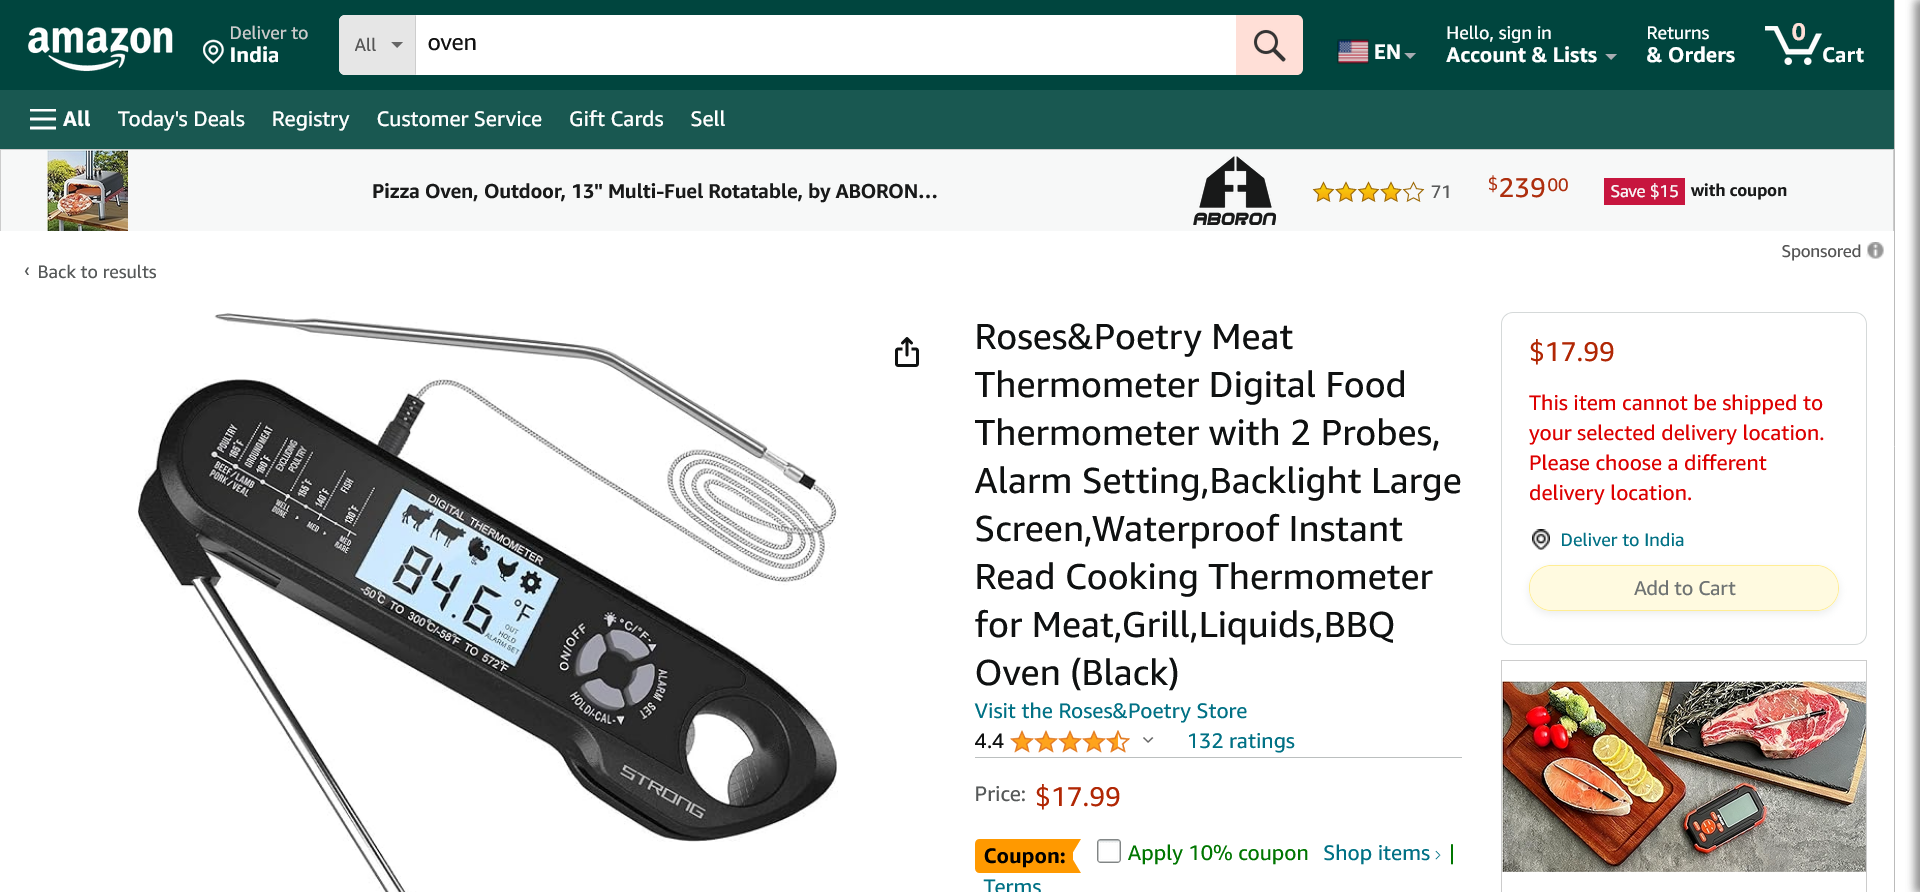 amazon
Deliver to
India
All
oven
EN
Hello, sign in
Account & Lists
Returns
& Orders
0
Cart
All
Today's Deals
Registry
Customer Service
Gift Cards
Sell
Pizza Oven, Outdoor, 13" Multi-Fuel Rotatable, by ABORON...
ABORON
71
$23900
Save $15 with coupon
Sponsored
‹ Back to results
POULTRY
165°F
GROUND MEAT
160°F
EXCLUDING
POULTRY
BEEF/LAMB
PORK/VEAL
165°F
140°F
FISH
130°F
WELL
DONE
MED
MED
RARE
DIGITAL THERMOMETER
84.6 °F
OUT
HOLD
ALARM SET
-50°C TO 300°C/-58°F TO 572°F
ON/OFF
°C/°F-▲
ALARM SET
HOLD/-CAL-▼
STRONG
Roses&Poetry Meat
Thermometer Digital Food
Thermometer with 2 Probes,
Alarm Setting,Backlight Large
Screen,Waterproof Instant
Read Cooking Thermometer
for Meat,Grill,Liquids,BBQ
Oven (Black)
Visit the Roses&Poetry Store
4.4
132 ratings
Price: $17.99
Coupon:
Apply 10% coupon Shop items › |
Terms
$17.99
This item cannot be shipped to
your selected delivery location.
Please choose a different
delivery location.
Deliver to India
Add to Cart